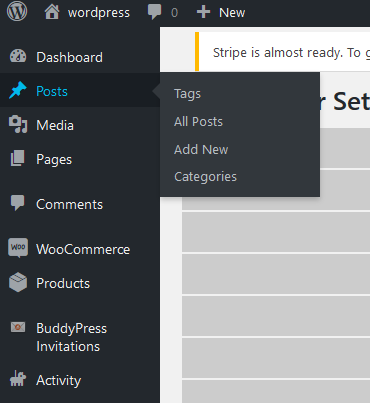 wordpress 0 New
Dashboard
Stripe is almost ready. To g
Posts
Tags
All Posts
Add New
Categories
r Set
Media
Pages
Comments
WOO
WooCommerce
Products
BuddyPress
Invitations
Activity